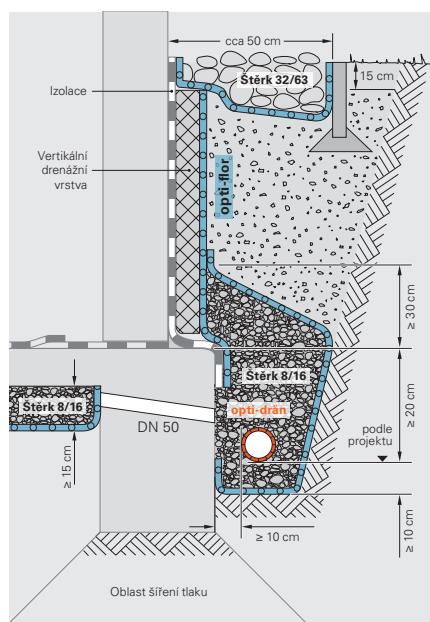 cca 50 cm
Štěrk 32/63
15 cm
Izolace
Vertikální
drenážní
vrstva
opti-flor
≥ 30 cm
Štěrk 8/16
Štěrk 8/16
opti-drän
≥ 20 cm
DN 50
podle
projektu
≥ 15 cm
≥ 10 cm
≥ 10 cm
Oblast šíření tlaku